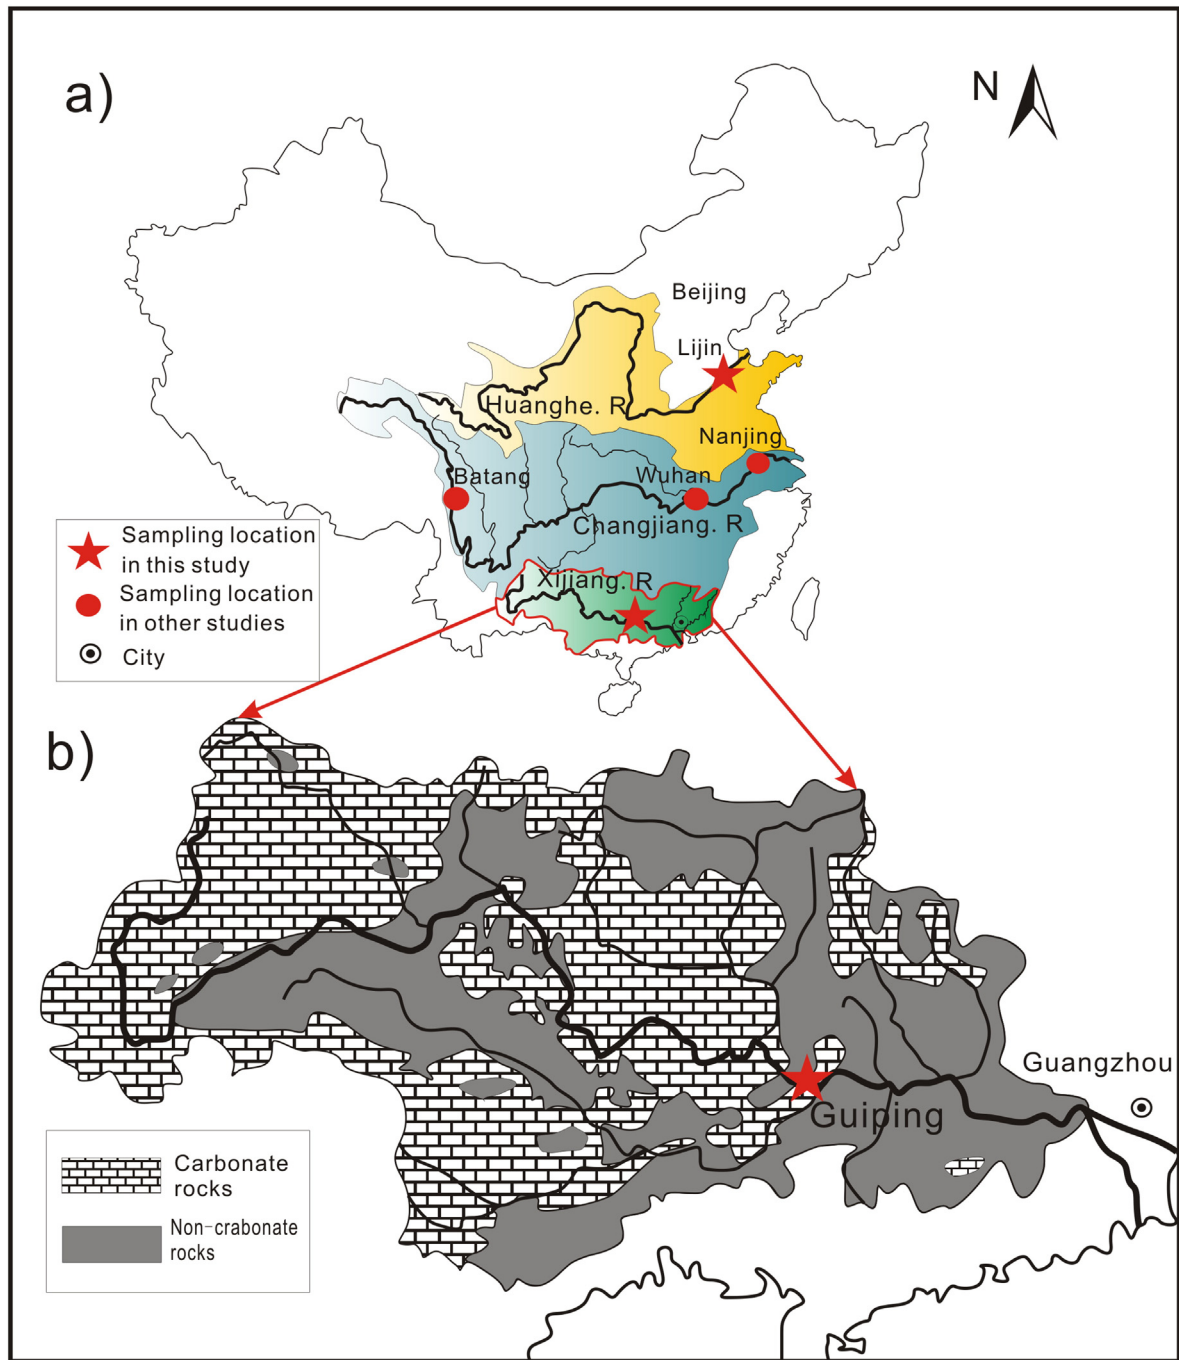 a)
N
Beijing
Lijin
Huanghe. R
Nanjing
Batang
Wuhan
Changjiang. R
Xijiang. R
Sampling location
in this study
Sampling location
in other studies
City
b)
Guangzhou
Guiping
Carbonate
rocks
Non-crabonate
rocks